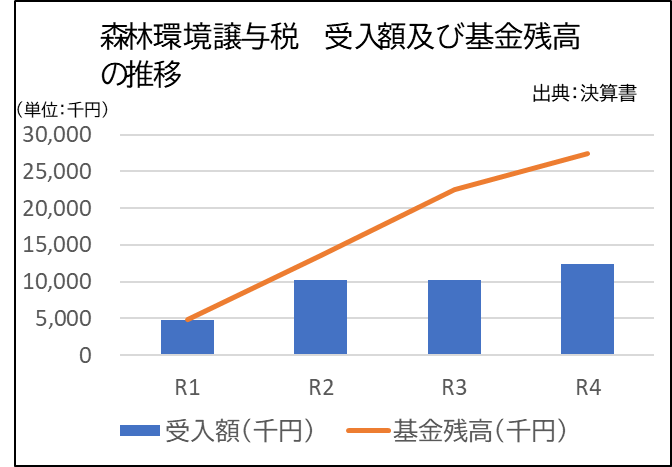 森林環境譲与税　受入額及び基金残高
の推移
出典：決算書
（単位：千円）
30,000
25,000
20,000
15,000
10,000
5,000
0
R1 R2 R3 R4
受入額（千円） 基金残高（千円）